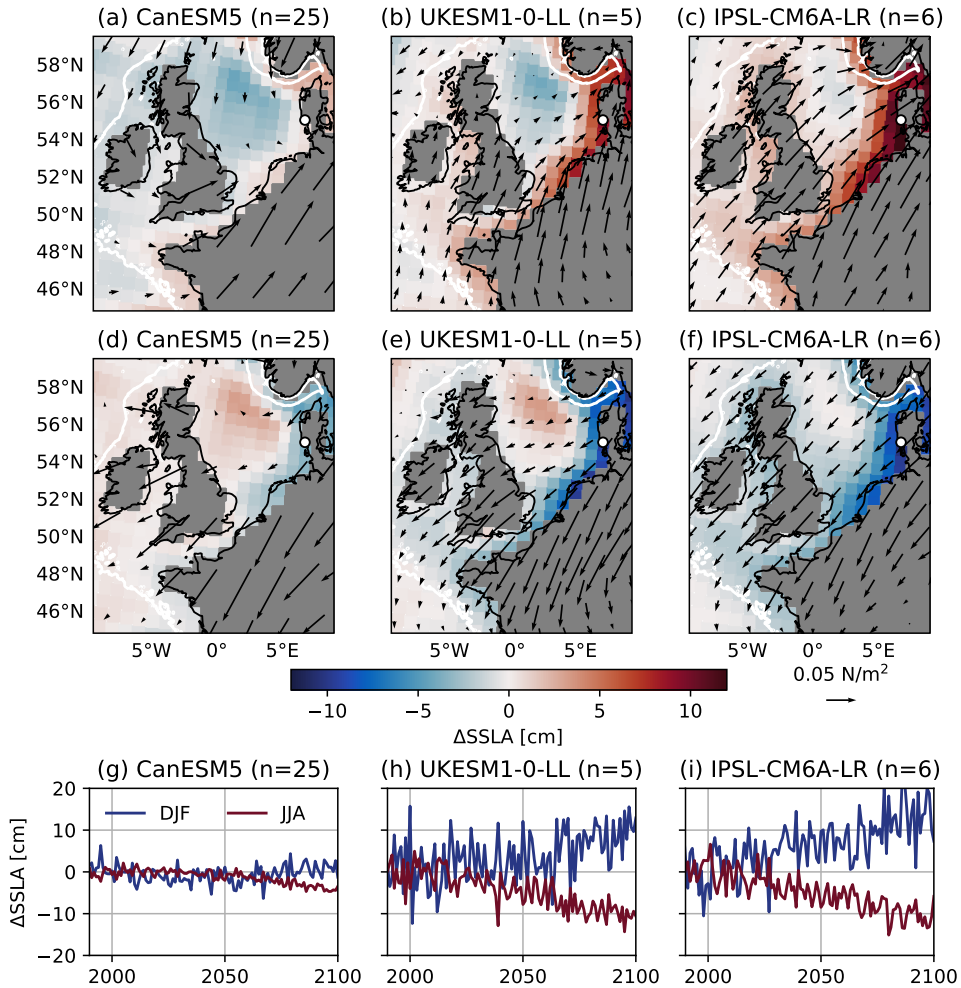 (a) CanESM5 (n=25)
(b) UKESM1-0-LL (n=5)
(c) IPSL-CM6A-LR (n=6)
58°N
56°N
54°N
52°N
50°N
48°N
46°N
(d) CanESM5 (n=25)
(e) UKESM1-0-LL (n=5)
(f) IPSL-CM6A-LR (n=6)
58°N
56°N
54°N
52°N
50°N
48°N
46°N
5°W 0° 5°E
5°W 0° 5°E
5°W 0° 5°E
0.05 N/m²
−10 −5 0 5 10
ΔSSLA [cm]
(g) CanESM5 (n=25)
(h) UKESM1-0-LL (n=5)
(i) IPSL-CM6A-LR (n=6)
ΔSSLA [cm]
20
10
0
−10
−20
DJF JJA
2000 2050 2100
2000 2050 2100
2000 2050 2100